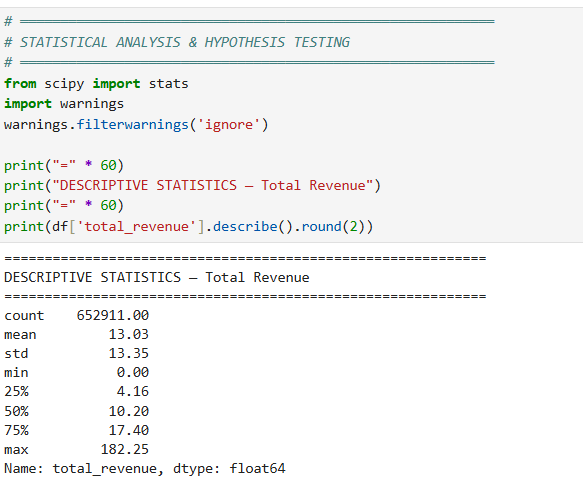 # ════════════════════════════════════════════════════════════
# STATISTICAL ANALYSIS & HYPOTHESIS TESTING
# ════════════════════════════════════════════════════════════
from scipy import stats
import warnings
warnings.filterwarnings('ignore')
print("=" * 60)
print("DESCRIPTIVE STATISTICS — Total Revenue")
print("=" * 60)
print(df['total_revenue'].describe().round(2))
============================================================
DESCRIPTIVE STATISTICS — Total Revenue
============================================================
count    652911.00
mean         13.03
std          13.35
min           0.00
25%           4.16
50%          10.20
75%          17.40
max         182.25
Name: total_revenue, dtype: float64